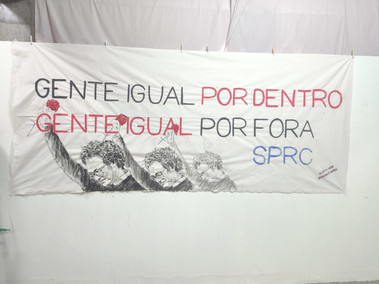 GENTE IGUAL POR DENTRO
GENTE IGUAL POR FORA
SPRC